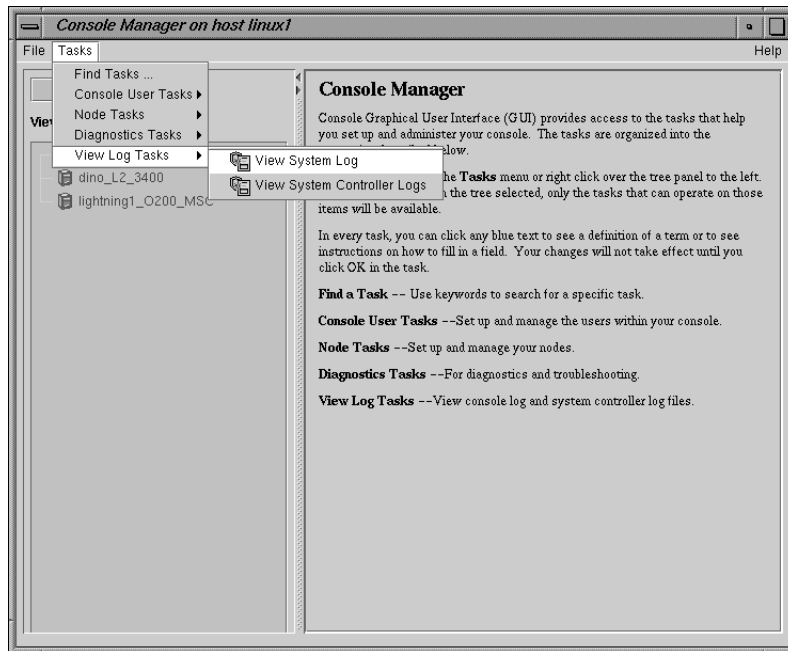 Console Manager on host linux1
File Tasks Help
Find Tasks ...
Console User Tasks
Node Tasks
Diagnostics Tasks
View Log Tasks
View System Log
View System Controller Logs
dino_L2_3400
lightning1_O200_MSC
Console Manager
Console Graphical User Interface (GUI) provides access to the tasks that help
you set up and administer your console. The tasks are organized into the
below.
the Tasks menu or right click over the tree panel to the left.
the tree selected, only the tasks that can operate on those
items will be available.
In every task, you can click any blue text to see a definition of a term or to see
instructions on how to fill in a field. Your changes will not take effect until you
click OK in the task.
Find a Task -- Use keywords to search for a specific task.
Console User Tasks --Set up and manage the users within your console.
Node Tasks --Set up and manage your nodes.
Diagnostics Tasks --For diagnostics and troubleshooting.
View Log Tasks --View console log and system controller log files.